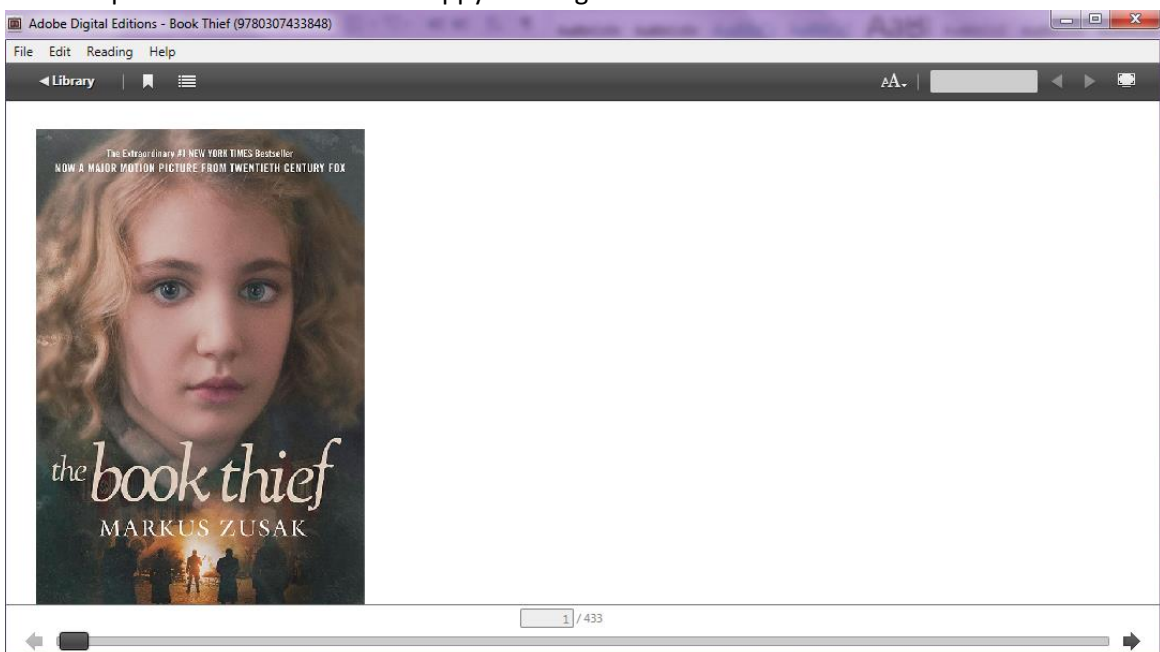 Adobe Digital Editions - Book Thief (9780307433848)
File Edit Reading Help
Library
AA
The Extraordinary #1 NEW YORK TIMES Bestseller
NOW A MAJOR MOTION PICTURE FROM TWENTIETH CENTURY FOX
the book thief
MARKUS ZUSAK
1 / 433